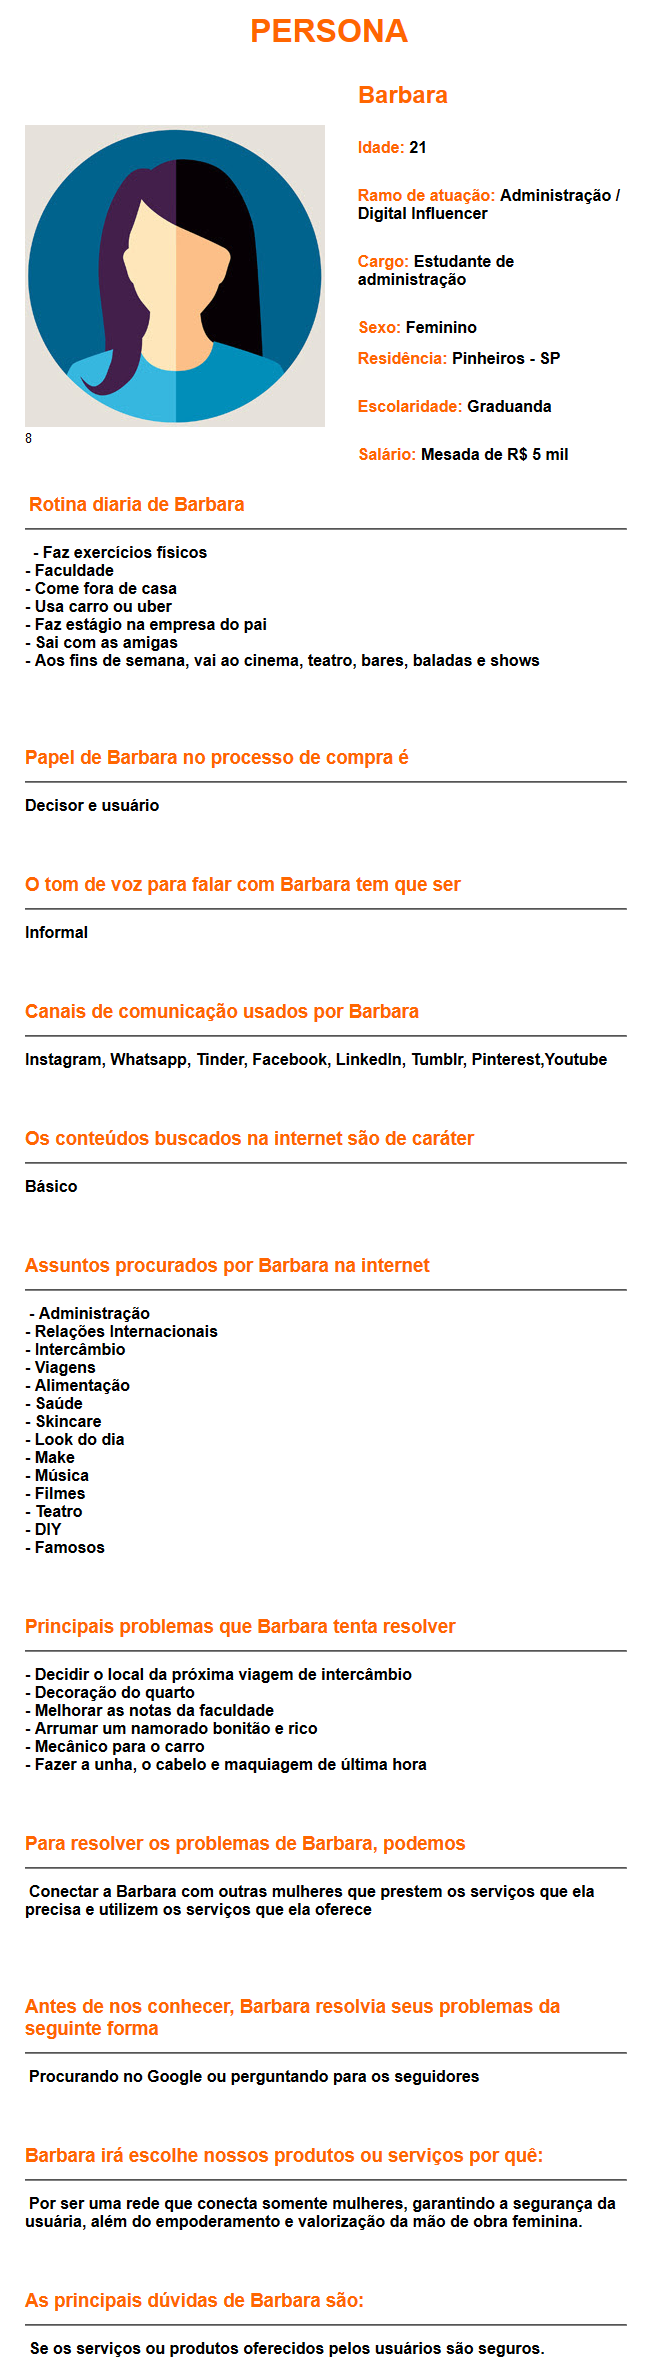 PERSONA
Barbara
Idade: 21
Ramo de atuação: Administração /
Digital Influencer
Cargo: Estudante de
administração
Sexo: Feminino
Residência: Pinheiros - SP
Escolaridade: Graduanda
Salário: Mesada de R$ 5 mil
8
Rotina diaria de Barbara
- Faz exercícios físicos
- Faculdade
- Come fora de casa
- Usa carro ou uber
- Faz estágio na empresa do pai
- Sai com as amigas
- Aos fins de semana, vai ao cinema, teatro, bares, baladas e shows
Papel de Barbara no processo de compra é
Decisor e usuário
O tom de voz para falar com Barbara tem que ser
Informal
Canais de comunicação usados por Barbara
Instagram, Whatsapp, Tinder, Facebook, LinkedIn, Tumblr, Pinterest,Youtube
Os conteúdos buscados na internet são de caráter
Básico
Assuntos procurados por Barbara na internet
- Administração
- Relações Internacionais
- Intercâmbio
- Viagens
- Alimentação
- Saúde
- Skincare
- Look do dia
- Make
- Música
- Filmes
- Teatro
- DIY
- Famosos
Principais problemas que Barbara tenta resolver
- Decidir o local da próxima viagem de intercâmbio
- Decoração do quarto
- Melhorar as notas da faculdade
- Arrumar um namorado bonitão e rico
- Mecânico para o carro
- Fazer a unha, o cabelo e maquiagem de última hora
Para resolver os problemas de Barbara, podemos
Conectar a Barbara com outras mulheres que prestem os serviços que ela
precisa e utilizem os serviços que ela oferece
Antes de nos conhecer, Barbara resolvia seus problemas da
seguinte forma
Procurando no Google ou perguntando para os seguidores
Barbara irá escolhe nossos produtos ou serviços por quê:
Por ser uma rede que conecta somente mulheres, garantindo a segurança da
usuária, além do empoderamento e valorização da mão de obra feminina.
As principais dúvidas de Barbara são:
Se os serviços ou produtos oferecidos pelos usuários são seguros.